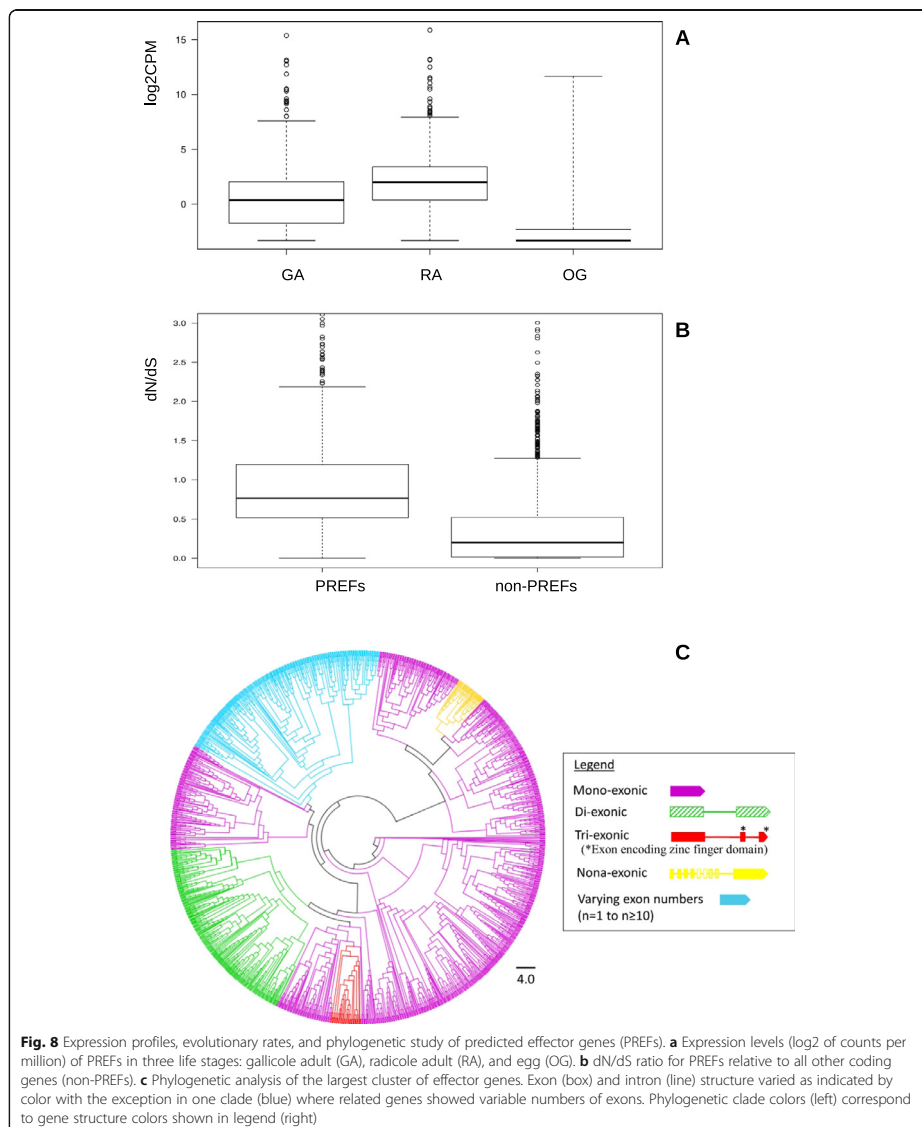 A
log2CPM
15
10
5
0
GA RA OG
B
dN/dS
3.0
2.5
2.0
1.5
1.0
0.5
0.0
PREFs non-PREFs
C
Legend
Mono-exonic
Di-exonic
Tri-exonic * *
(*Exon encoding zinc finger domain)
Nona-exonic
Varying exon numbers
(n=1 to n≥10)
4.0
Fig. 8 Expression profiles, evolutionary rates, and phylogenetic study of predicted effector genes (PREFs). a Expression levels (log2 of counts per
million) of PREFs in three life stages: gallicole adult (GA), radicole adult (RA), and egg (OG). b dN/dS ratio for PREFs relative to all other coding
genes (non-PREFs). c Phylogenetic analysis of the largest cluster of effector genes. Exon (box) and intron (line) structure varied as indicated by
color with the exception in one clade (blue) where related genes showed variable numbers of exons. Phylogenetic clade colors (left) correspond
to gene structure colors shown in legend (right)